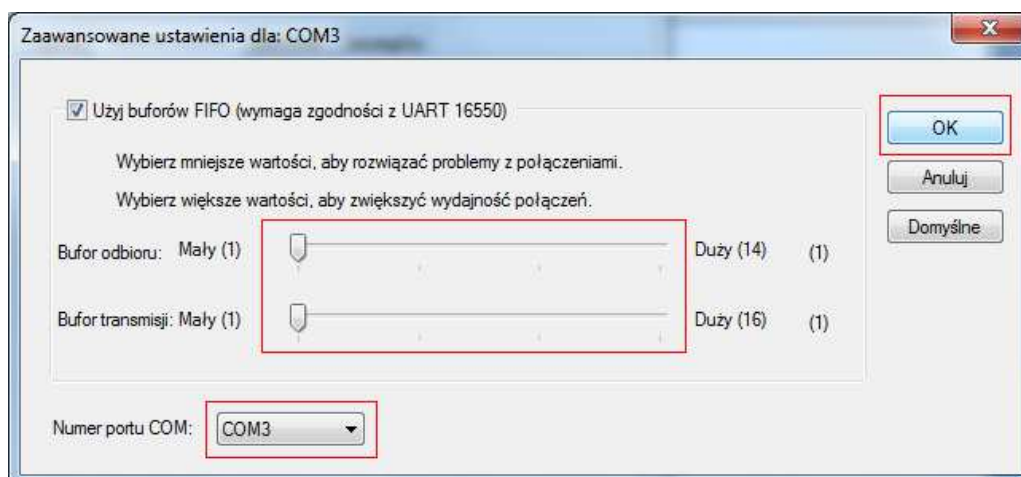 Zaawansowane ustawienia dla: COM3
Użyj buforów FIFO (wymaga zgodności z UART 16550)
OK
Wybierz mniejsze wartości, aby rozwiązać problemy z połączeniami.
Anuluj
Wybierz większe wartości, aby zwiększyć wydajność połączeń.
Domyślne
Bufor odbioru: Mały (1) Duży (14) (1)
Bufor transmisji: Mały (1) Duży (16) (1)
Numer portu COM: COM3